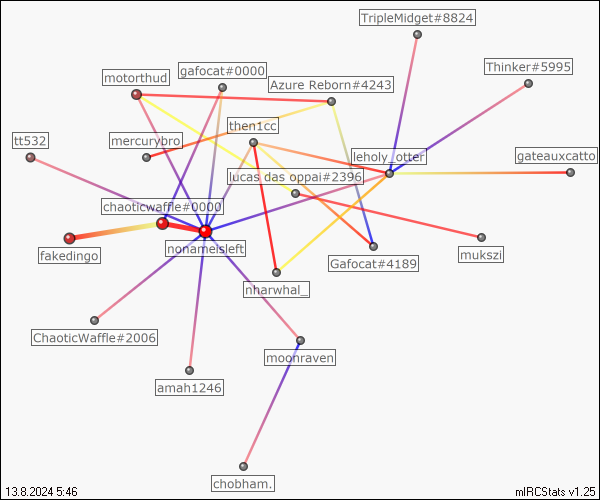 TripleMidget#8824
Thinker#5995
gafocat#0000
motorthud
Azure Reborn#4243
then1cc
tt532
mercurybro
leholy_otter
gateauxcatto
lucas das oppai#2396
chaoticwaffle#0000
nonameisleft
fakedingo
mukszi
Gafocat#4189
nharwhal_
ChaoticWaffle#2006
moonraven
amah1246
chobham.
13.8.2024 5:46
mIRCStats v1.25